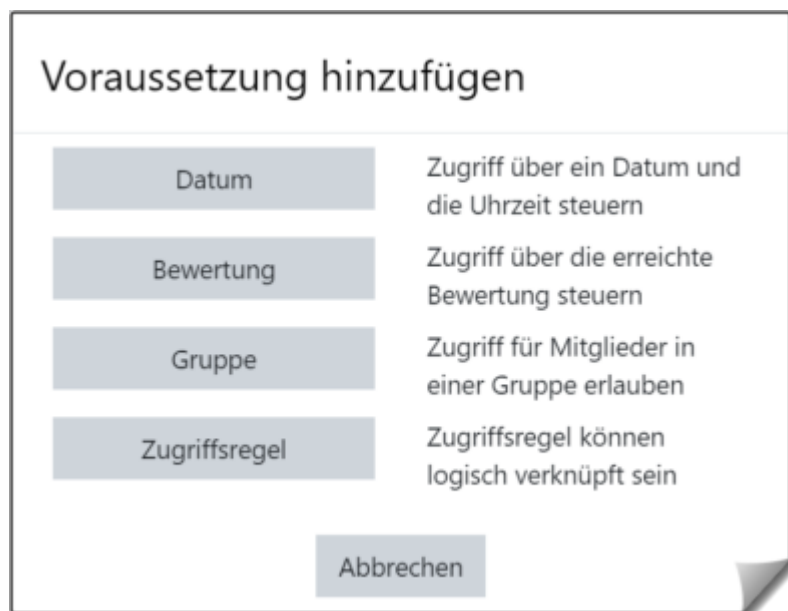 Voraussetzung hinzufügen
Datum
Zugriff über ein Datum und
die Uhrzeit steuern
Bewertung
Zugriff über die erreichte
Bewertung steuern
Gruppe
Zugriff für Mitglieder in
einer Gruppe erlauben
Zugriffsregel
Zugriffsregel können
logisch verknüpft sein
Abbrechen